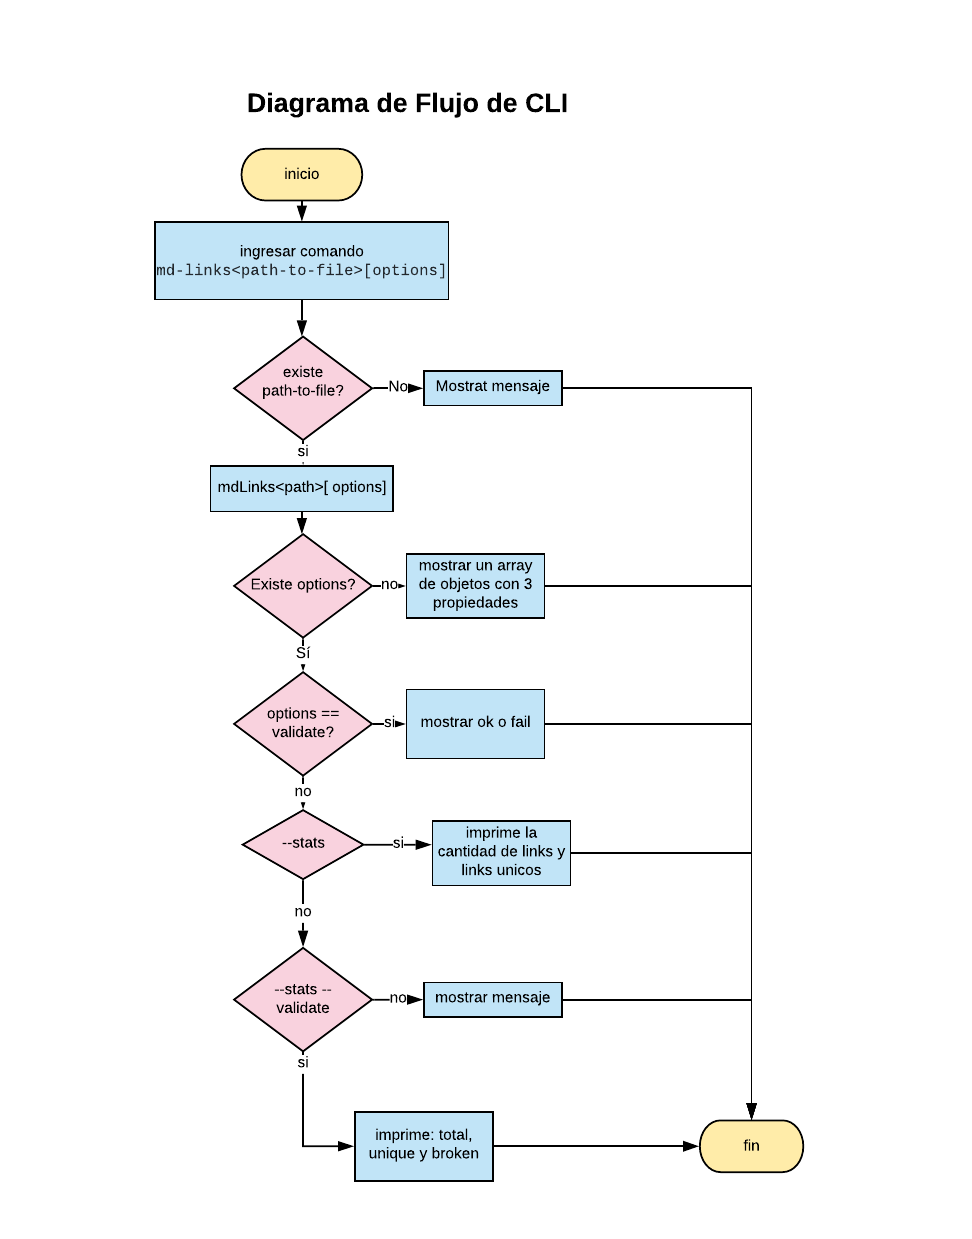 Diagrama de Flujo de CLI
inicio
ingresar comando
md-links<path-to-file>[options]
existe
path-to-file?
No
Mostrat mensaje
si
mdLinks<path>[ options]
Existe options?
no
mostrar un array
de objetos con 3
propiedades
Sí
options ==
validate?
si
mostrar ok o fail
no
--stats
si
imprime la
cantidad de links y
links unicos
no
--stats --
validate
no
mostrar mensaje
si
imprime: total,
unique y broken
fin